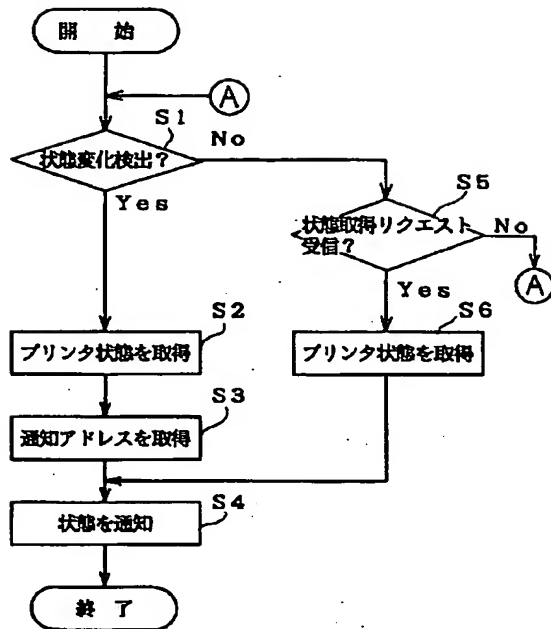 開 始
A
S1
状態変化検出?
No
Yes
S5
状態取得リクエスト
受信?
No
A
Yes
S2
プリンタ状態を取得
S6
プリンタ状態を取得
S3
通知アドレスを取得
S4
状態を通知
終 了